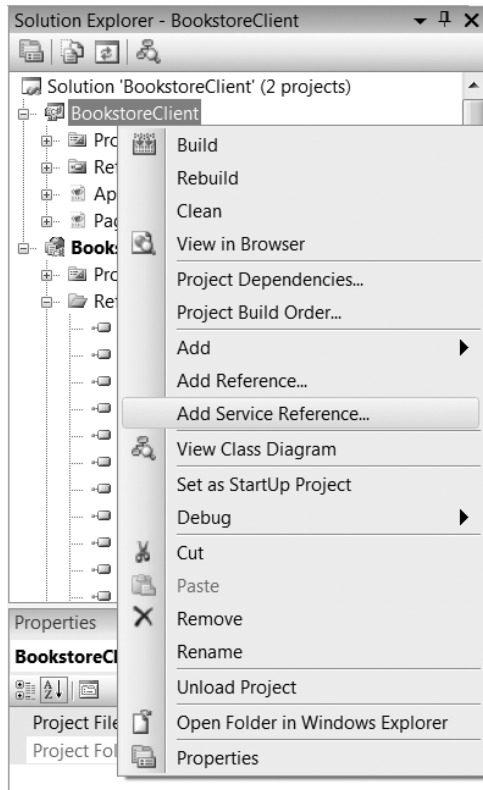 Solution Explorer - BookstoreClient
Solution 'BookstoreClient' (2 projects)
BookstoreClient
Pro
Ref
Ap
Pag
Books
Pro
Ref
Build
Rebuild
Clean
View in Browser
Project Dependencies...
Project Build Order...
Add
Add Reference...
Add Service Reference...
View Class Diagram
Set as StartUp Project
Debug
Cut
Paste
Remove
Rename
Unload Project
Open Folder in Windows Explorer
Properties
Properties
BookstoreCl
Project File
Project Fol